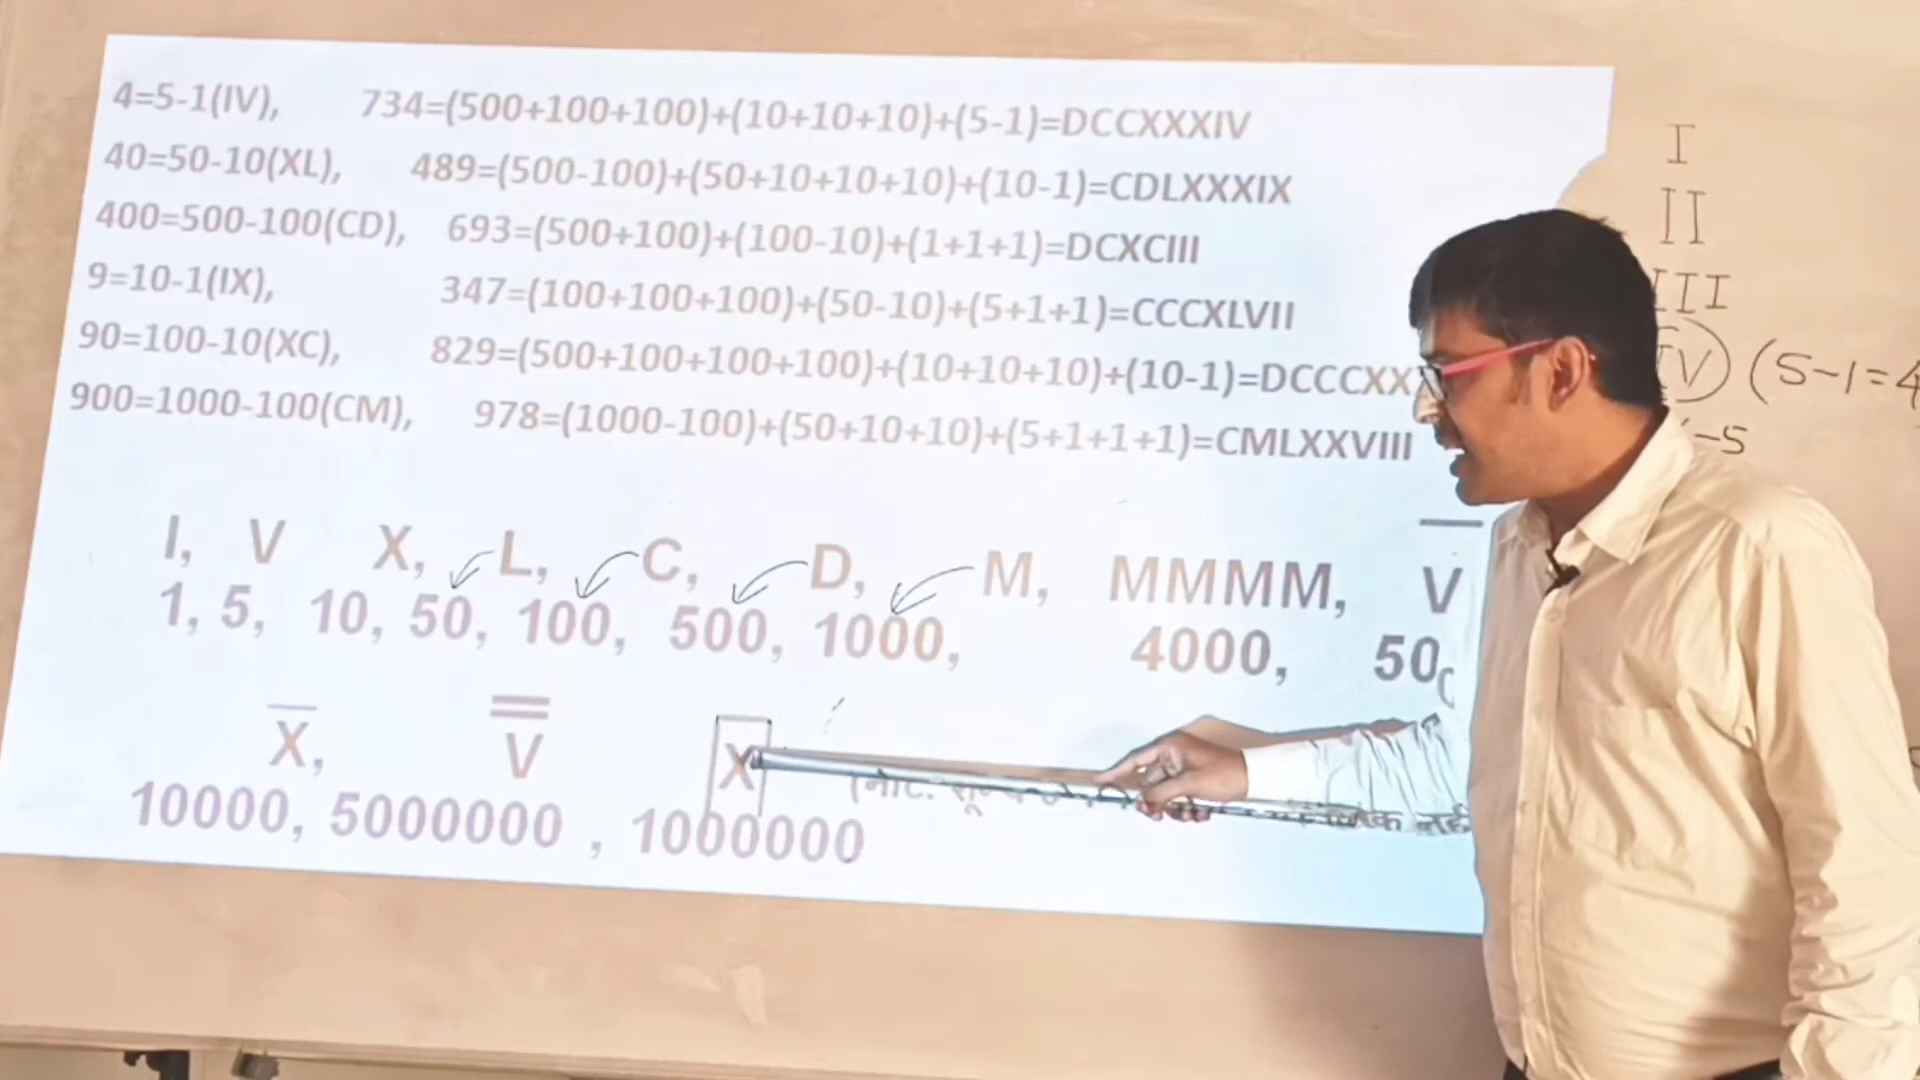 4=5-1(IV), 734=(500+100+100)+(10+10+10)+(5-1)=DCCXXXIV
40=50-10(XL), 489=(500-100)+(50+10+10+10)+(10-1)=CDLXXXIX
400=500-100(CD), 693=(500+100)+(100-10)+(1+1+1)=DCXCIII
9=10-1(IX), 347=(100+100+100)+(50-10)+(5+1+1)=CCCXLVII
90=100-10(XC), 829=(500+100+100+100)+(10+10+10)+(10-1)=DCCCXX
900=1000-100(CM), 978=(1000-100)+(50+10+10)+(5+1+1+1)=CMLXXVIII
I, V X, L, C, D, M, MMMM, V̅
1, 5, 10, 50, 100, 500, 1000, 4000, 50
X̅, V̿ X
10000, 5000000 , 1000000
I
II
III
IV (5-1=4
-5